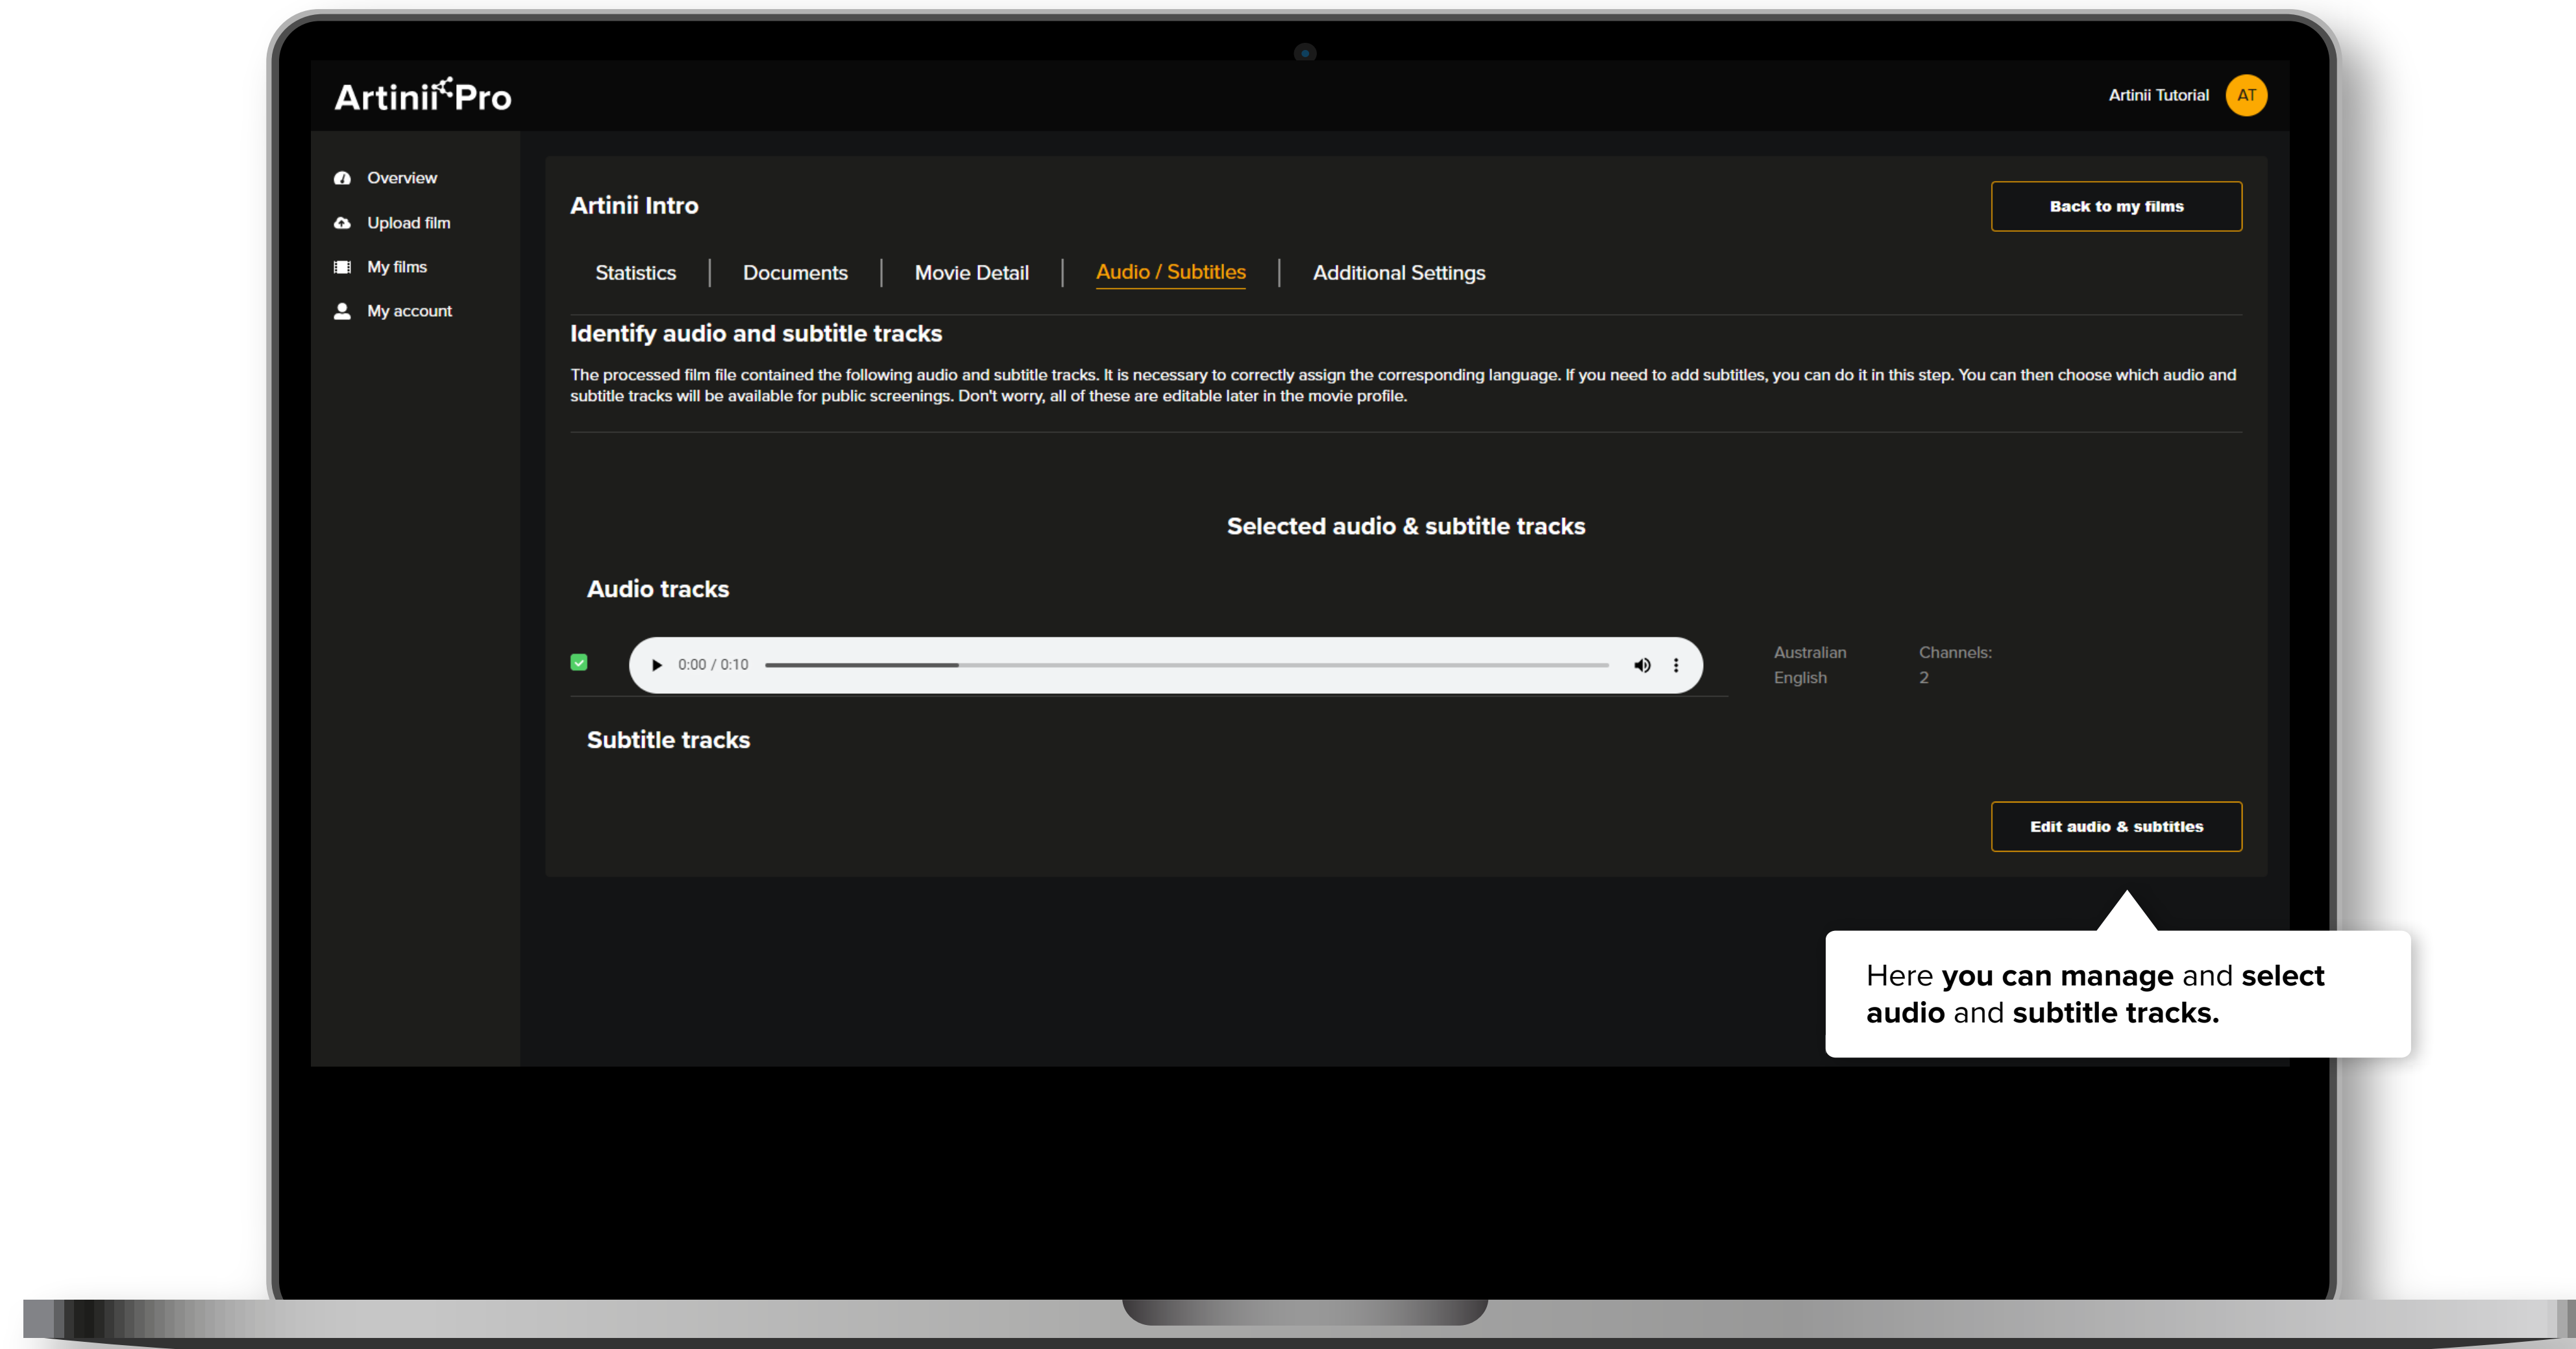 Artinii Pro
Artinii Tutorial AT
Overview
Upload film
My films
My account
Artinii Intro
Back to my films
Statistics | Documents | Movie Detail | Audio / Subtitles | Additional Settings
Identify audio and subtitle tracks
The processed film file contained the following audio and subtitle tracks. It is necessary to correctly assign the corresponding language. If you need to add subtitles, you can do it in this step. You can then choose which audio and
subtitle tracks will be available for public screenings. Don't worry, all of these are editable later in the movie profile.
Selected audio & subtitle tracks
Audio tracks
0:00 / 0:10
Australian
English
Channels:
2
Subtitle tracks
Edit audio & subtitles
Here you can manage and select
audio and subtitle tracks.